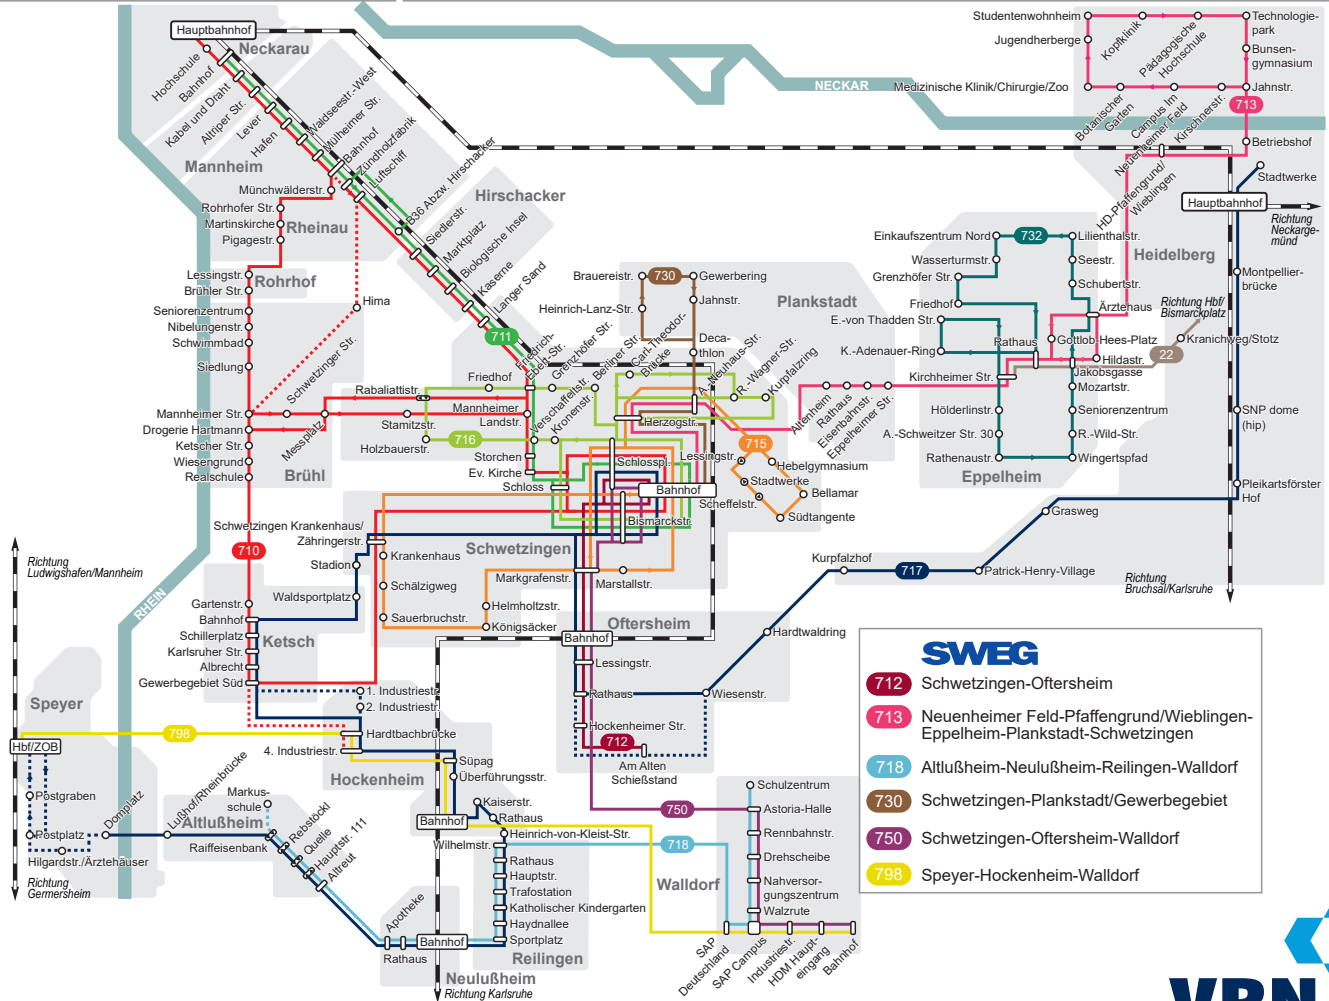 Hauptbahnhof
Neckarau
Hochschule
Bahnhof
Kabel und Draht
Altriper Str.
Lever
Hafen
Waldseestr.-West
Mülheimer Str.
Bahnhof
Zündholzfabrik
Luftschiff
Mannheim
Münchwälderstr.
Rohrhofer Str.
Martinskirche
Pigagestr.
Rheinau
B36 Abzw. Hirschacker
Hirschacker
Siedlerstr.
Marktplatz
Biologische Insel
Kaserne
Langer Sand
711
Lessingstr.
Brühler Str.
Rohrhof
Seniorenzentrum
Nibelungenstr.
Schwimmbad
Siedlung
Hima
Schwetzinger Str.
Mannheimer Str.
Drogerie Hartmann
Ketscher Str.
Wiesengrund
Realschule
Messplatz
Brühl
Rabaliattistr.
Stamitzstr.
Holzbauerstr.
716
Friedhof
Mannheimer
Landstr.
Storchen
Ev. Kirche
Schloss
Friedrich-
Ebert-Str.
Grenzhöfer Str.
Berliner Str.
Carl-Theodor-
Brücke
Verschaffeltstr.
Kronenstr.
A.-Neuhaus-Str.
R.-Wagner-Str.
Kurpfalzring
Herzogstr.
Schlosspl.
Bahnhof
Bismarckstr.
Scheffelstr.
Lessingstr.
Stadtwerke
715
Hebelgymnasium
Bellamar
Südtangente
Brauereistr.
730
Gewerbering
Jahnstr.
Heinrich-Lanz-Str.
Deca-
thlon
Plankstadt
Altenheim
Rathaus
Eisenbahnstr.
Eppelheimer Str.
NECKAR
RHEIN
Studentenwohnheim
Jugendherberge
Medizinische Klinik/Chirurgie/Zoo
Kopfklinik
Pädagogische
Hochschule
Technologie-
park
Bunsen-
gymnasium
Jahnstr.
713
Botanischer
Garten
Campus Im
Neuenheimer Feld
Kirschnerstr.
Betriebshof
HD-Pfaffengrund/
Wieblingen
Stadtwerke
Hauptbahnhof
Richtung
Neckarge-
münd
Heidelberg
Montpellier-
brücke
Richtung Hbf/
Bismarckplatz
Kranichweg/Stotz
22
SNP dome
(hip)
Pleikartsförster
Hof
Grasweg
Patrick-Henry-Village
717
Kurpfalzhof
Hardtwaldring
Richtung
Bruchsal/Karlsruhe
Einkaufszentrum Nord
732
Lilienthalstr.
Wasserturmstr.
Seestr.
Grenzhöfer Str.
Schubertstr.
Friedhof
Ärztehaus
E.-von Thadden Str.
Rathaus
Gottlob-Hees-Platz
K.-Adenauer-Ring
Hildastr.
Kirchheimer Str.
Jakobsgasse
Mozartstr.
Hölderlinstr.
Seniorenzentrum
A.-Schweitzer Str. 30
R.-Wild-Str.
Rathenaustr.
Wingertspfad
Eppelheim
Schwetzingen Krankenhaus/
Zähringerstr.
Schwetzingen
Krankenhaus
Stadion
Schälzigweg
Waldsportplatz
Sauerbruchstr.
Markgrafenstr.
Marstallstr.
Helmholtzstr.
Königsäcker
710
Gartenstr.
Bahnhof
Schillerplatz
Karlsruher Str.
Albrecht
Gewerbegebiet Süd
Ketsch
Oftersheim
Bahnhof
Lessingstr.
Rathaus
Wiesenstr.
Hockenheimer Str.
712
Am Alten
Schießstand
Richtung
Ludwigshafen/Mannheim
Speyer
Hbf/ZOB
798
Postgraben
Postplatz
Domplatz
Hilgardstr./Ärztehäuser
Richtung
Germersheim
Lußhof/Rheinbrücke
Markus-
schule
Altlußheim
Raiffeisenbank
Rebstöckl
Quelle
Hauptstr. 111
Altreut
1. Industriestr.
2. Industriestr.
Hardtbachbrücke
4. Industriestr.
Hockenheim
Süpag
Überführungsstr.
Kaiserstr.
Bahnhof
Rathaus
Heinrich-von-Kleist-Str.
Wilhelmstr.
Rathaus
Hauptstr.
Trafostation
Katholischer Kindergarten
Haydnallee
Sportplatz
Reilingen
Apotheke
Rathaus
Bahnhof
Neulußheim
Richtung Karlsruhe
718
750
Schulzentrum
Astoria-Halle
Rennbahnstr.
Drehscheibe
Nahversor-
gungszentrum
Walzrute
Walldorf
SAP
Deutschland
SAP Campus
Industriestr.
HDM Haupt-
eingang
Bahnhof
SWEG
712 Schwetzingen-Oftersheim
713 Neuenheimer Feld-Pfaffengrund/Wieblingen-
Eppelheim-Plankstadt-Schwetzingen
718 Altlußheim-Neulußheim-Reilingen-Walldorf
730 Schwetzingen-Plankstadt/Gewerbegebiet
750 Schwetzingen-Oftersheim-Walldorf
798 Speyer-Hockenheim-Walldorf
VRN